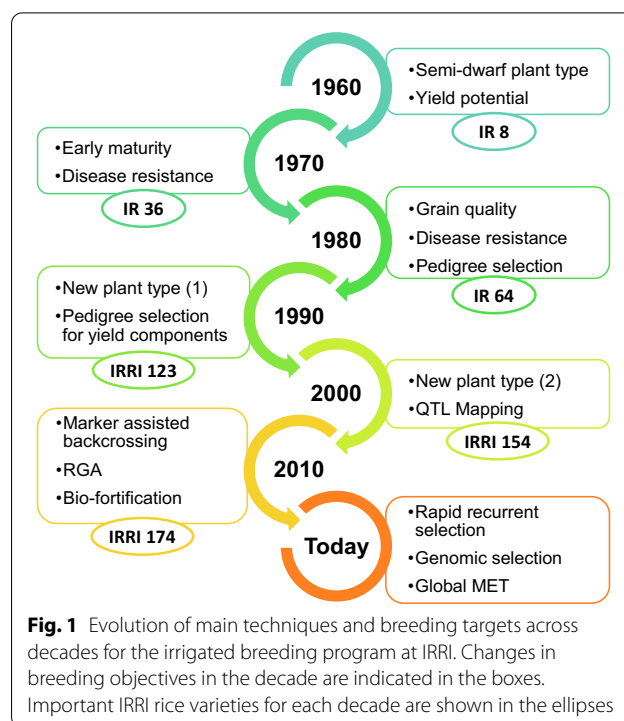 1960
•Semi-dwarf plant type
•Yield potential
IR 8
•Early maturity
•Disease resistance
IR 36
1970
1980
•Grain quality
•Disease resistance
•Pedigree selection
IR 64
•New plant type (1)
•Pedigree selection
for yield components
IRRI 123
1990
2000
•New plant type (2)
•QTL Mapping
IRRI 154
•Marker assisted
backcrossing
•RGA
•Bio-fortification
IRRI 174
2010
Today
•Rapid recurrent
selection
•Genomic selection
•Global MET
Fig. 1 Evolution of main techniques and breeding targets across
decades for the irrigated breeding program at IRRI. Changes in
breeding objectives in the decade are indicated in the boxes.
Important IRRI rice varieties for each decade are shown in the ellipses